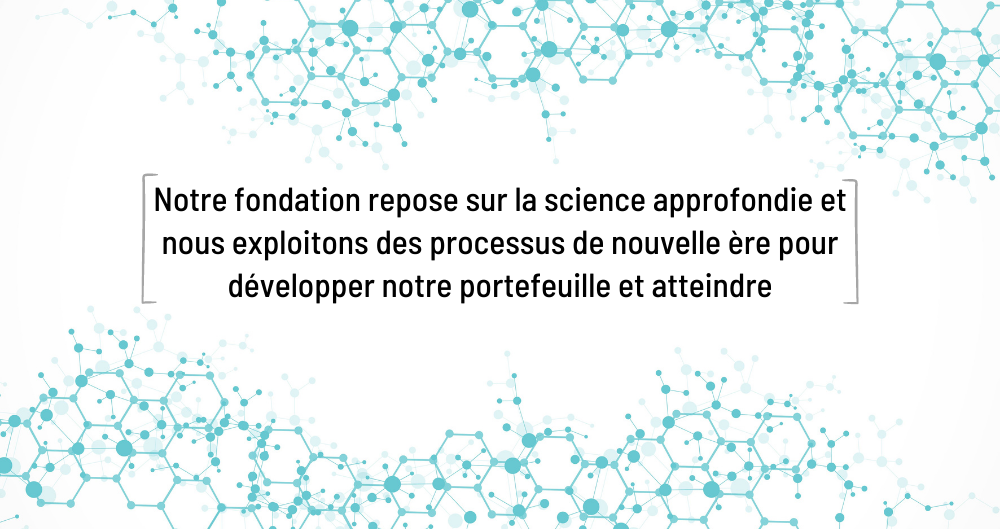 Notre fondation repose sur la science approfondie et
nous exploitons des processus de nouvelle ère pour
développer notre portefeuille et atteindre